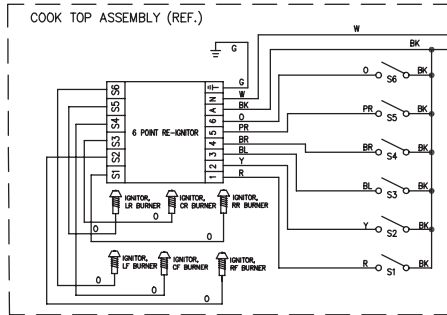 COOK TOP ASSEMBLY (REF.)
W
BK
G
S6
S5
S4
S3
S2
S1
6 POINT RE-IGNITOR
T
N
A
6
5
4
3
2
1
G
W
BK
O
PR
BR
BL
Y
R
O S6 BK
PR S5 BK
BR S4 BK
BL S3 BK
Y S2 BK
R S1 BK
IGNITOR, LR BURNER
IGNITOR, CR BURNER
IGNITOR, RR BURNER
O
O
O
IGNITOR, LF BURNER
IGNITOR, CF BURNER
IGNITOR, RF BURNER
O
O
O